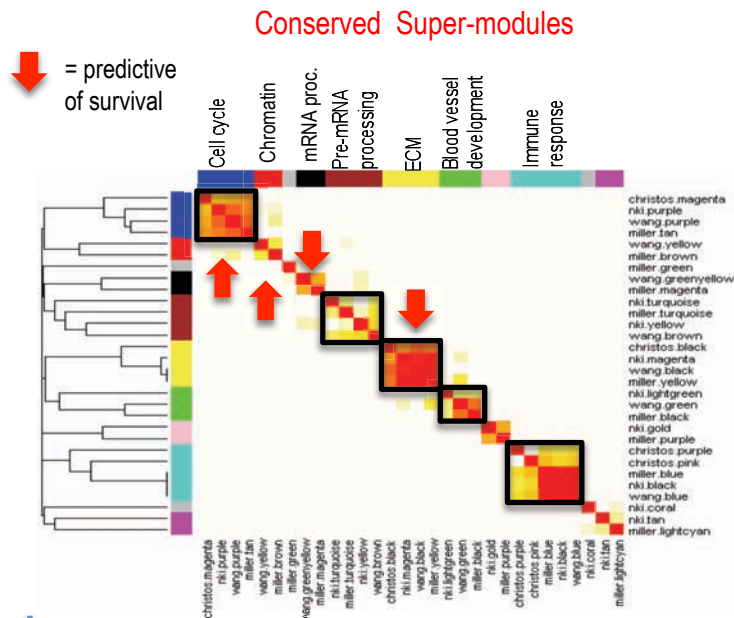 Conserved Super-modules
= predictive
of survival
Cell cycle
Chromatin
mRNA proc.
Pre-mRNA
processing
ECM
Blood vessel
development
Immune
response
christos.magenta
nki.purple
wang.purple
miller.tan
wang.yellow
miller.brown
miller.green
wang.greenyellow
miller.magenta
nki.turquoise
miller.turquoise
nki.yellow
wang.brown
christos.black
nki.magenta
wang.black
miller.yellow
nki.lightgreen
wang.green
miller.black
nki.gold
miller.purple
christos.purple
christos.pink
miller.blue
nki.black
wang.blue
nki.coral
nki.tan
miller.lightcyan
christos.magenta
nki.purple
wang.purple
miller.tan
wang.yellow
miller.brown
miller.green
wang.greenyellow
miller.magenta
nki.turquoise
miller.turquoise
nki.yellow
wang.brown
christos.black
nki.magenta
wang.black
miller.yellow
nki.lightgreen
wang.green
miller.black
nki.gold
miller.purple
christos.purple
christos.pink
miller.blue
nki.black
wang.blue
nki.coral
nki.tan
miller.lightcyan